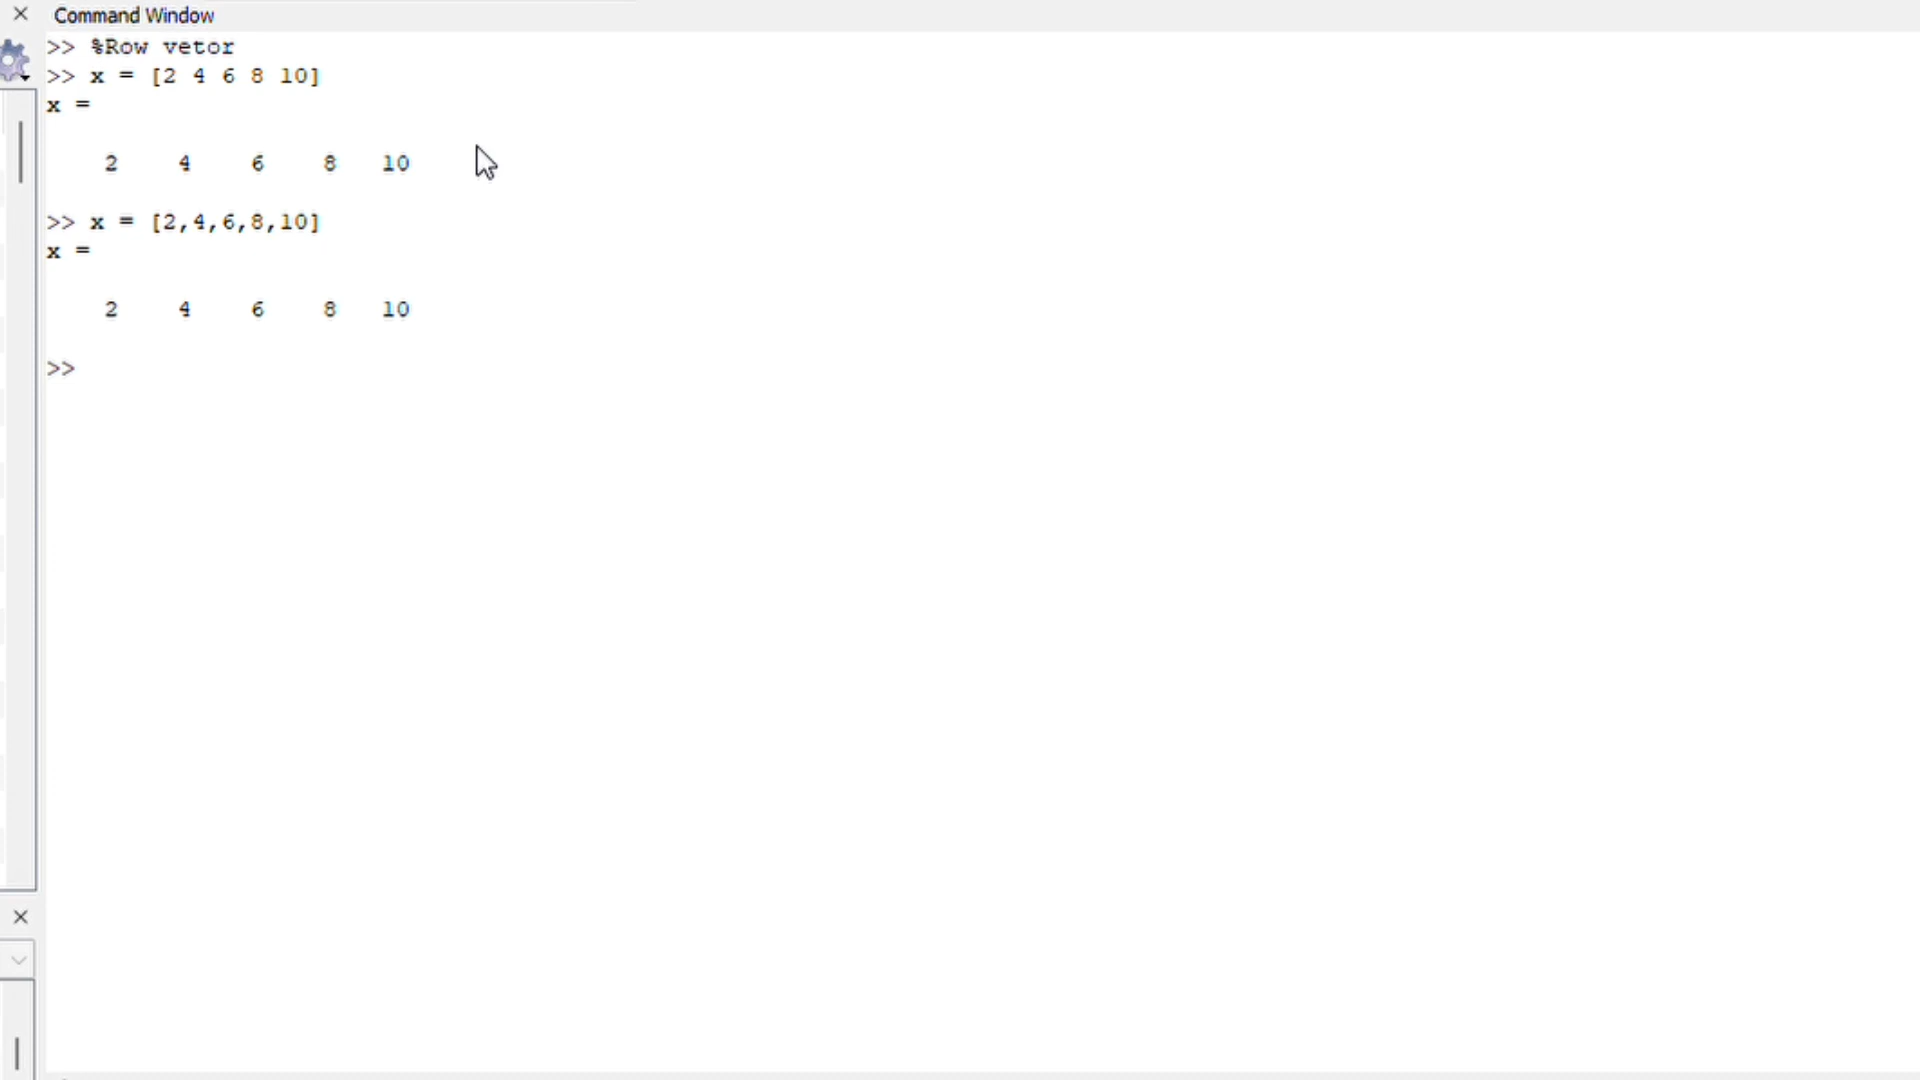 Command Window
>> %Row vetor
>> x = [2 4 6 8 10]
x =
2 4 6 8 10
>> x = [2,4,6,8,10]
x =
2 4 6 8 10
>>